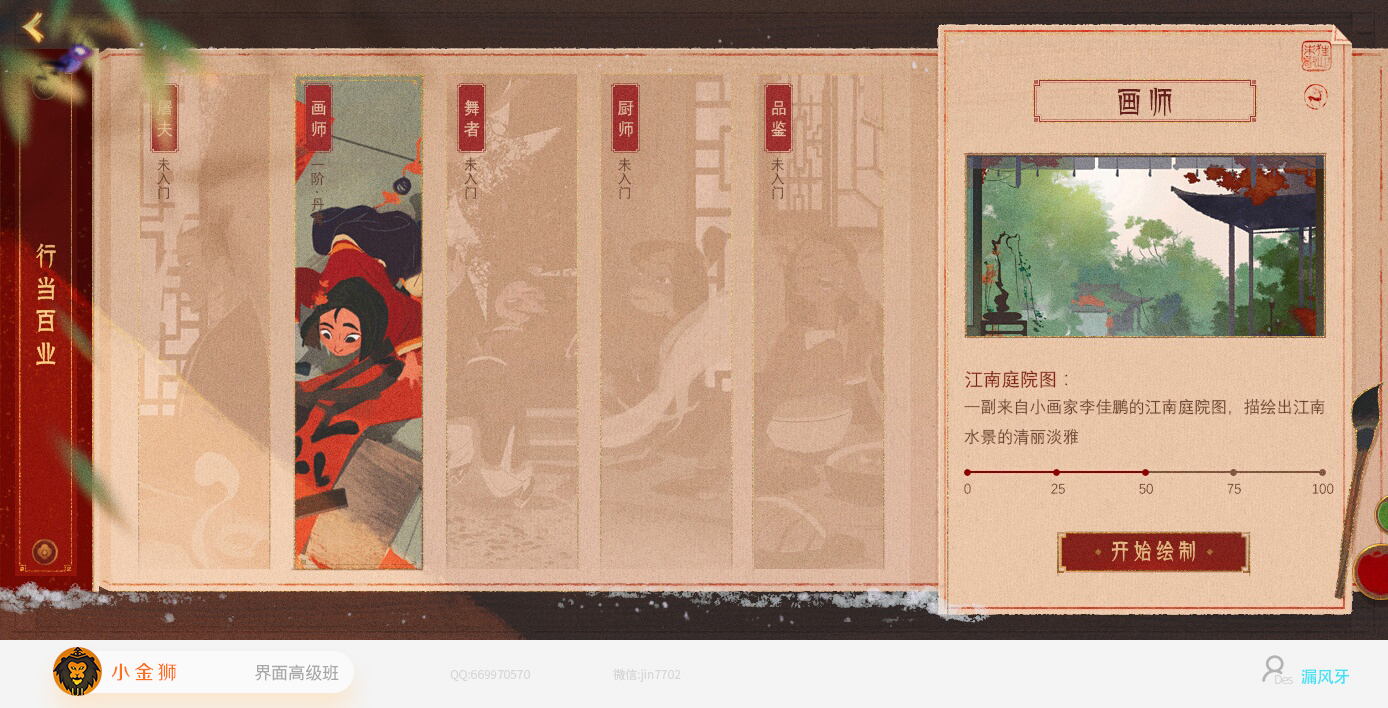 行当百业
屠夫
未入门
画师
一阶·丹
舞者
未入门
厨师
未入门
品鉴
未入门
画师
江南庭院图：
一副来自小画家李佳鹏的江南庭院图，描绘出江南
水景的清丽淡雅
0 25 50 75 100
开始绘制
小金狮
界面高级班
QQ:669970570
微信:jin7702
Des
漏风牙